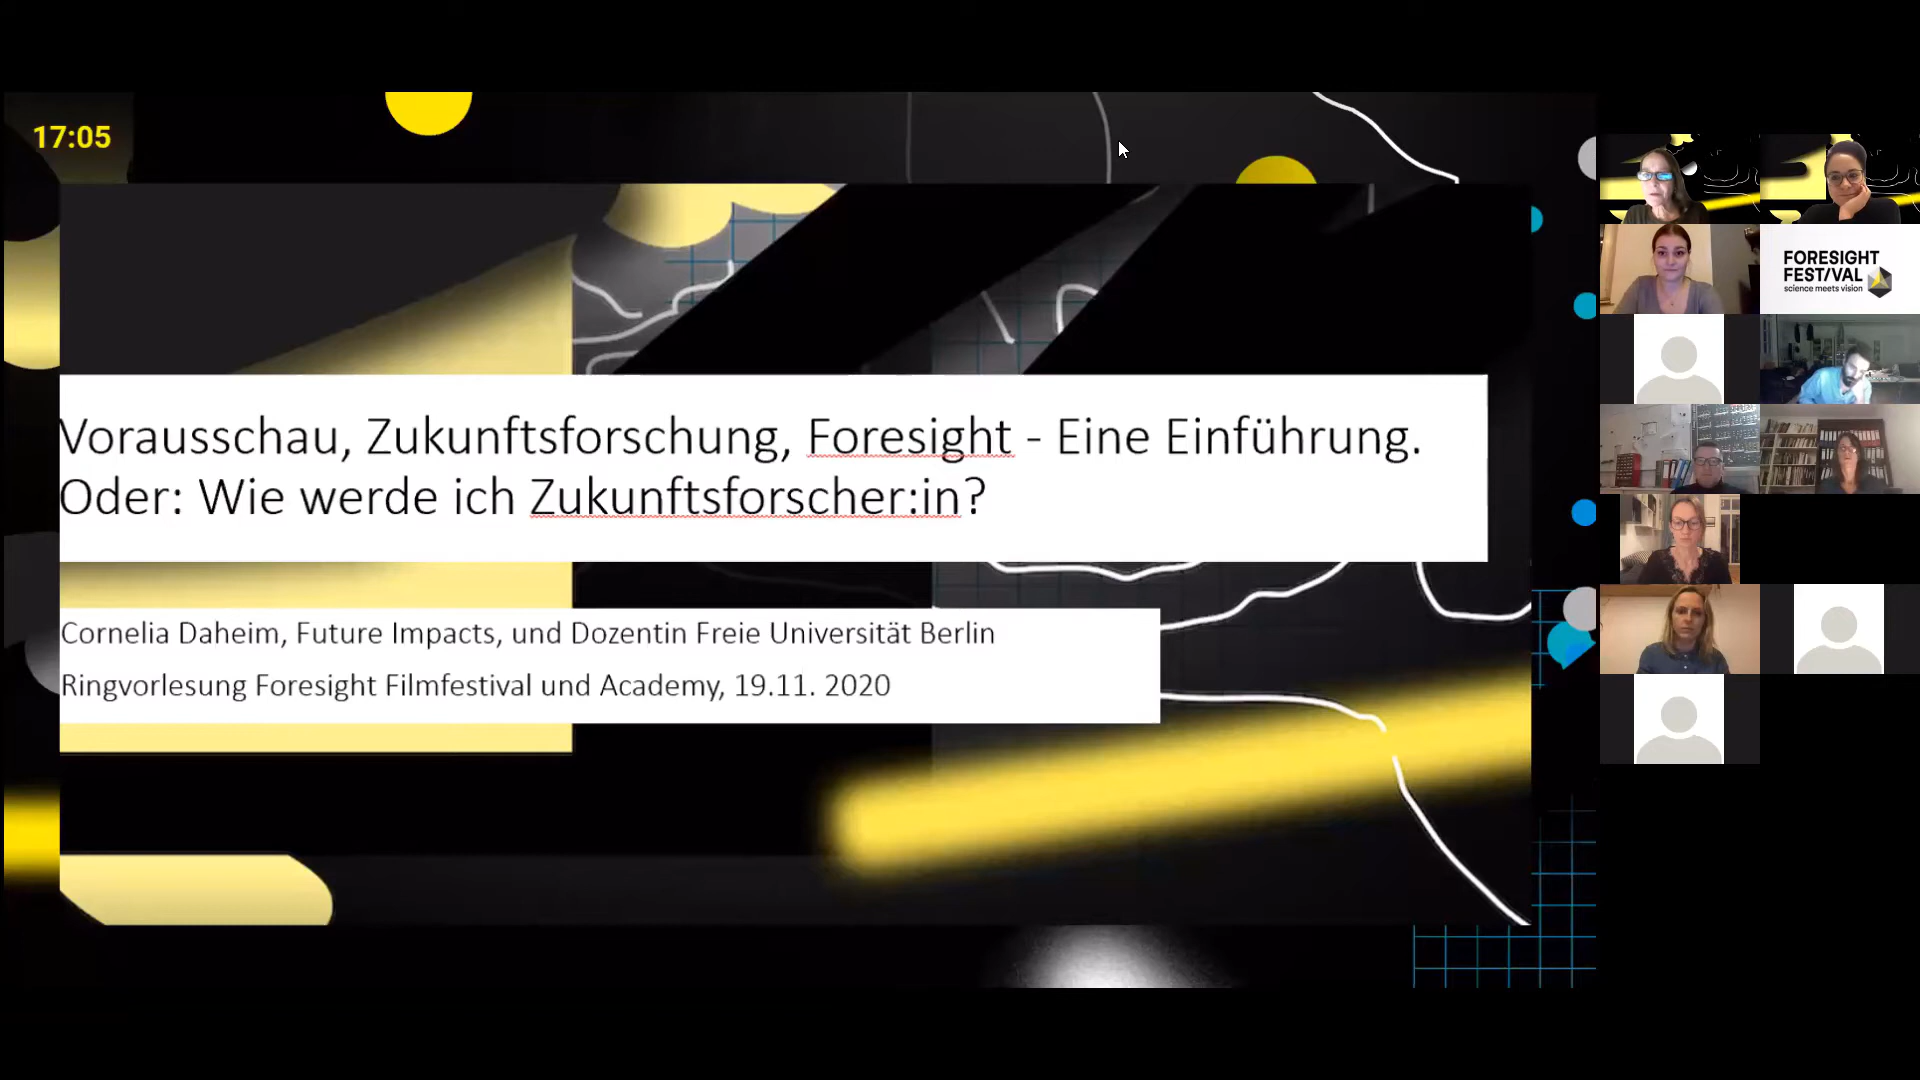 17:05
Vorausschau, Zukunftsforschung, Foresight - Eine Einführung.
Oder: Wie werde ich Zukunftsforscher:in?
Cornelia Daheim, Future Impacts, und Dozentin Freie Universität Berlin
Ringvorlesung Foresight Filmfestival und Academy, 19.11. 2020
FORESIGHT
FEST/VAL
science meets vision